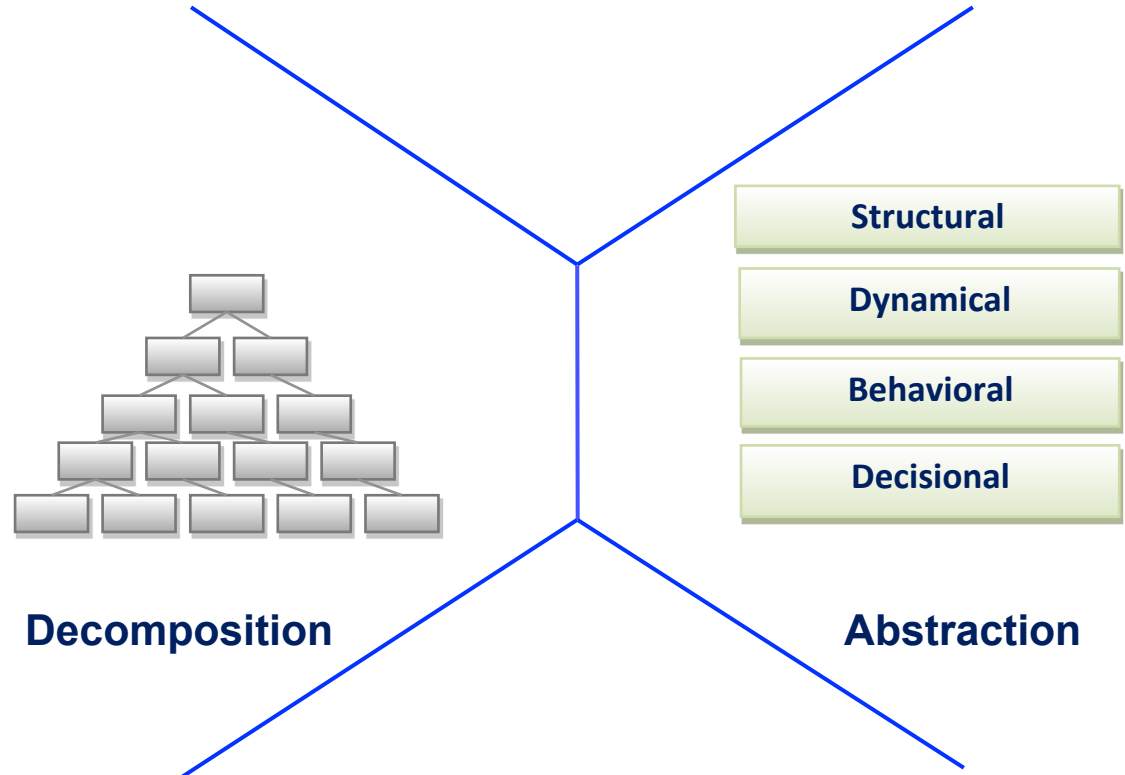 Structural
Dynamical
Behavioral
Decisional
Decomposition
Abstraction